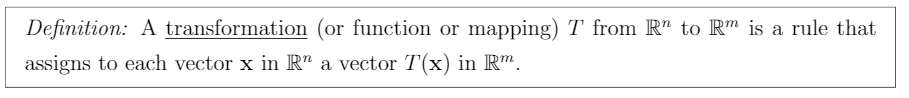 Definition: A transformation (or function or mapping) T from ℝⁿ to ℝᵐ is a rule that
assigns to each vector x in ℝⁿ a vector T(x) in ℝᵐ.